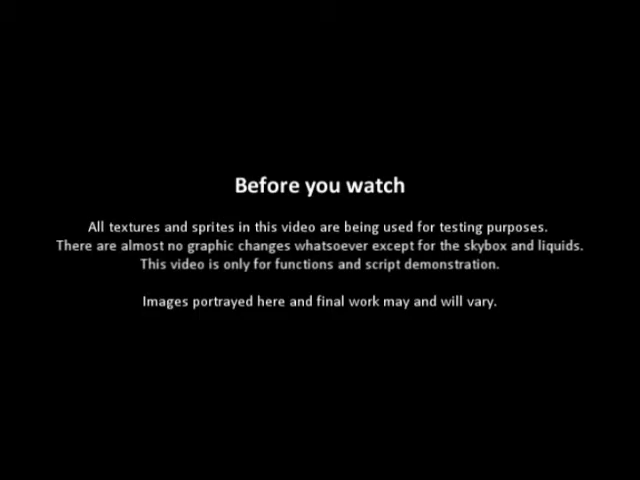 Before you watch
All textures and sprites in this video are being used for testing purposes.
There are almost no graphic changes whatsoever except for the skybox and liquids.
This video is only for functions and script demonstration.
Images portrayed here and final work may and will vary.